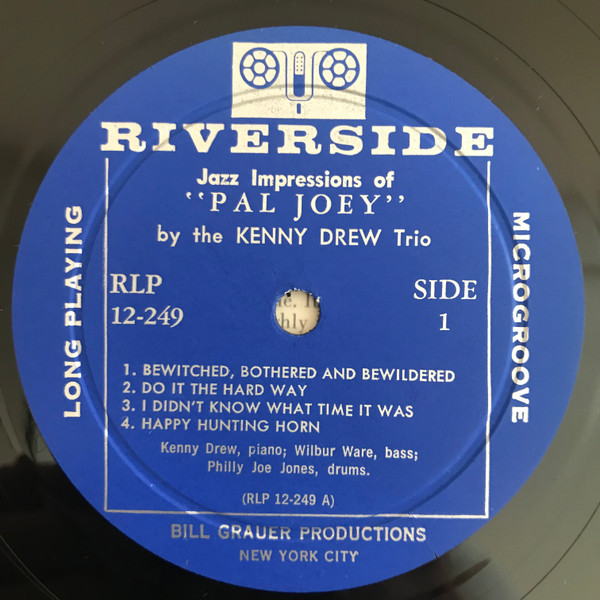 RIVERSIDE
Jazz Impressions of
"PAL JOEY"
by the KENNY DREW Trio
LONG PLAYING
MICROGROOVE
RLP
12-249
SIDE
1
1. BEWITCHED, BOTHERED AND BEWILDERED
2. DO IT THE HARD WAY
3. I DIDN'T KNOW WHAT TIME IT WAS
4. HAPPY HUNTING HORN
Kenny Drew, piano; Wilbur Ware, bass;
Philly Joe Jones, drums.
(RLP 12-249 A)
BILL GRAUER PRODUCTIONS
NEW YORK CITY